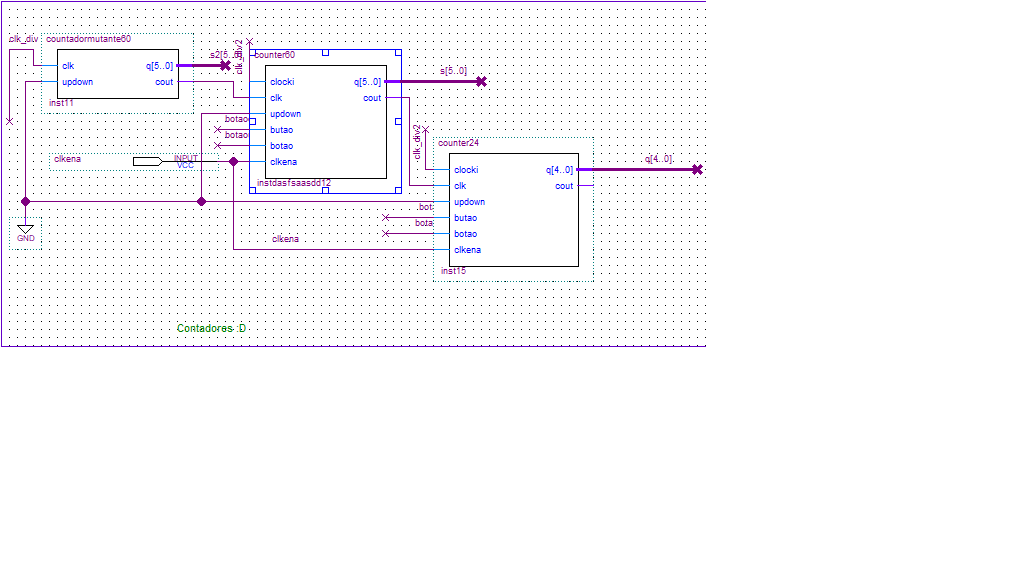 clk_div
countadormutante60
clk
q[5..0]
updown
cout
inst11
s2[5..0]
clk_div2
counter60
clocki
q[5..0]
clk
cout
updown
butao
botao
clkena
instdasfsaasdd12
s[5..0]
botao
botao
clkena
INPUT
VCC
GND
clk_div2
counter24
clocki
q[4..0]
clk
cout
updown
butao
botao
clkena
inst15
q[4..0]
bot
bota
clkena
Contadores :D